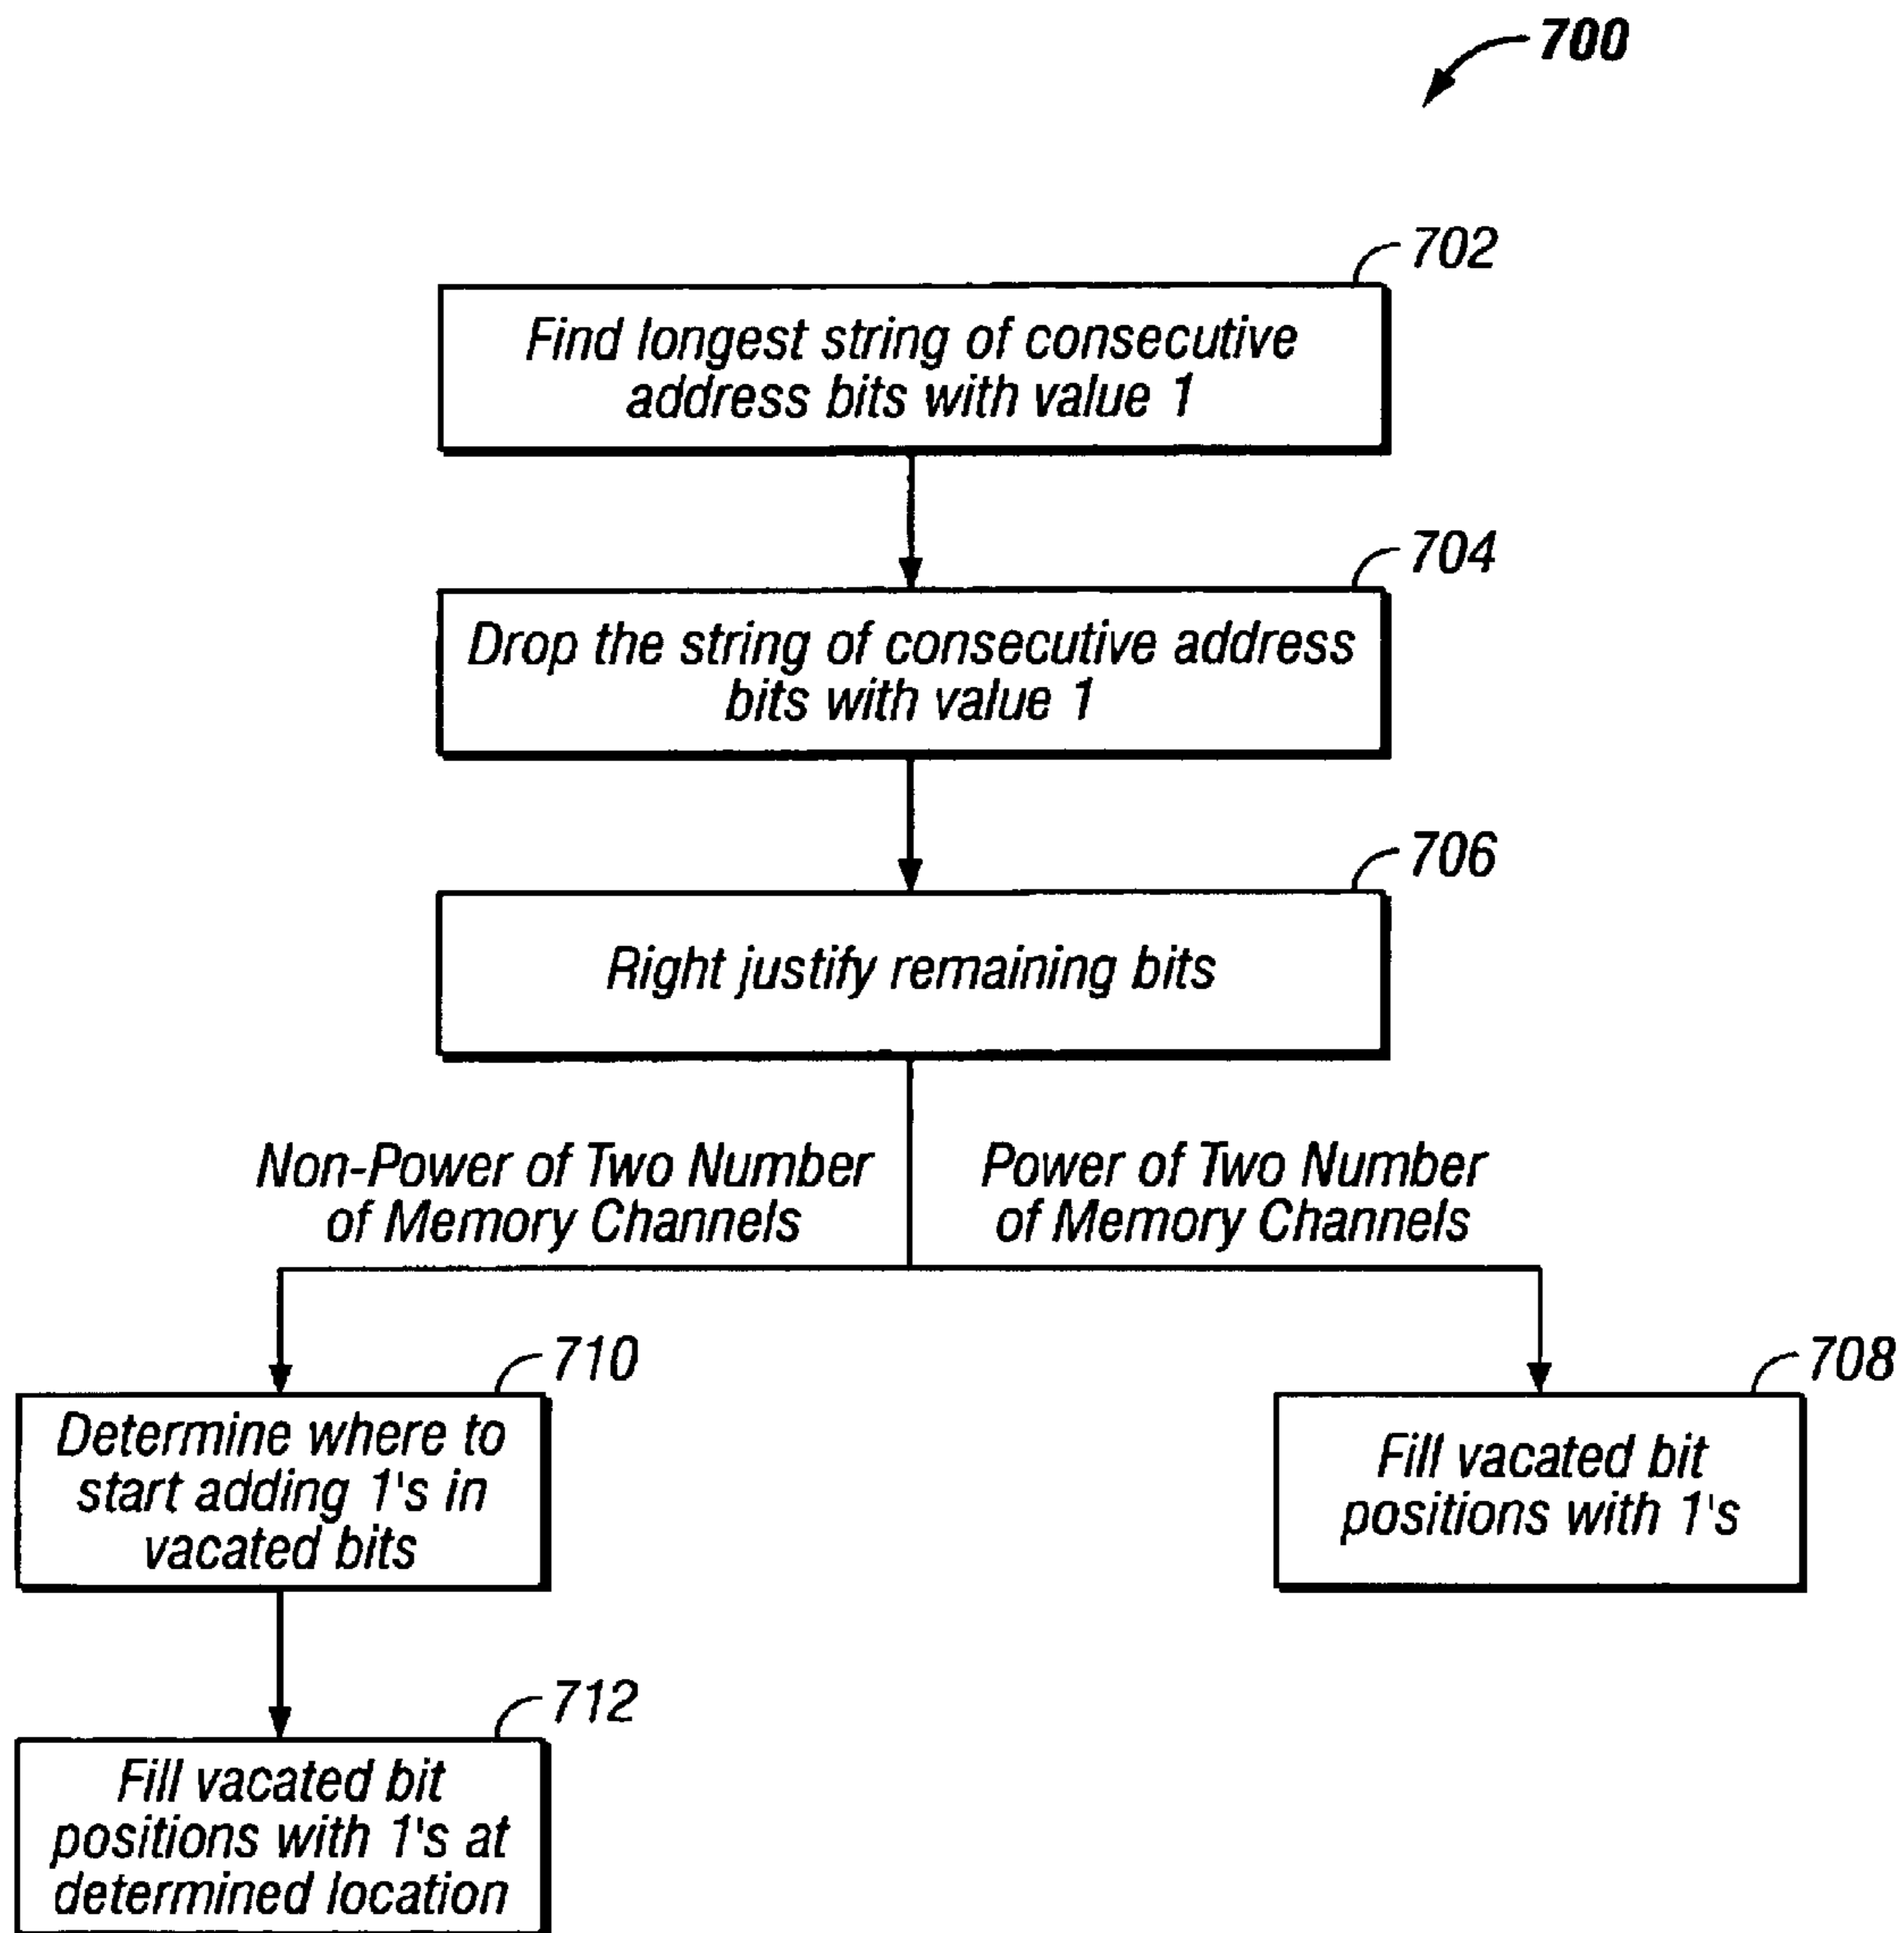 700
702
Find longest string of consecutive
address bits with value 1
704
Drop the string of consecutive address
bits with value 1
706
Right justify remaining bits
Non-Power of Two Number
of Memory Channels
Power of Two Number
of Memory Channels
710
Determine where to
start adding 1's in
vacated bits
708
Fill vacated bit
positions with 1's
712
Fill vacated bit
positions with 1's at
determined location